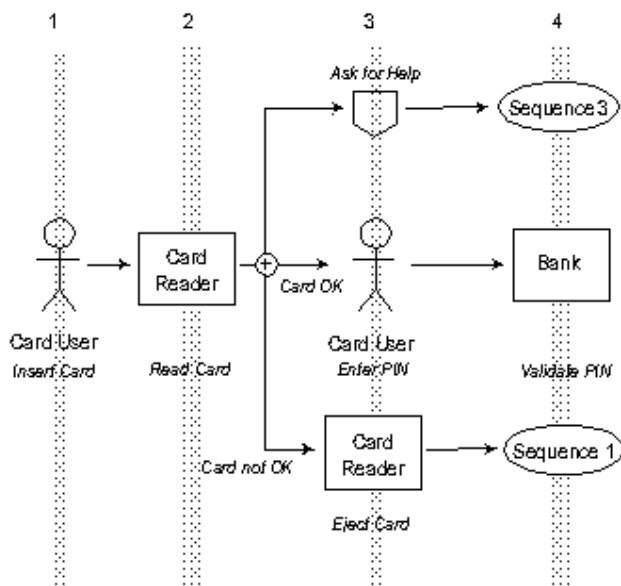 1 2 3 4
Ask for Help
Sequence 3
Card
Reader
+
Card OK
Bank
Card User
Card User
Insert Card
Read Card
Enter PIN
Validate PIN
Card
Reader
Card not OK
Sequence 1
Eject Card